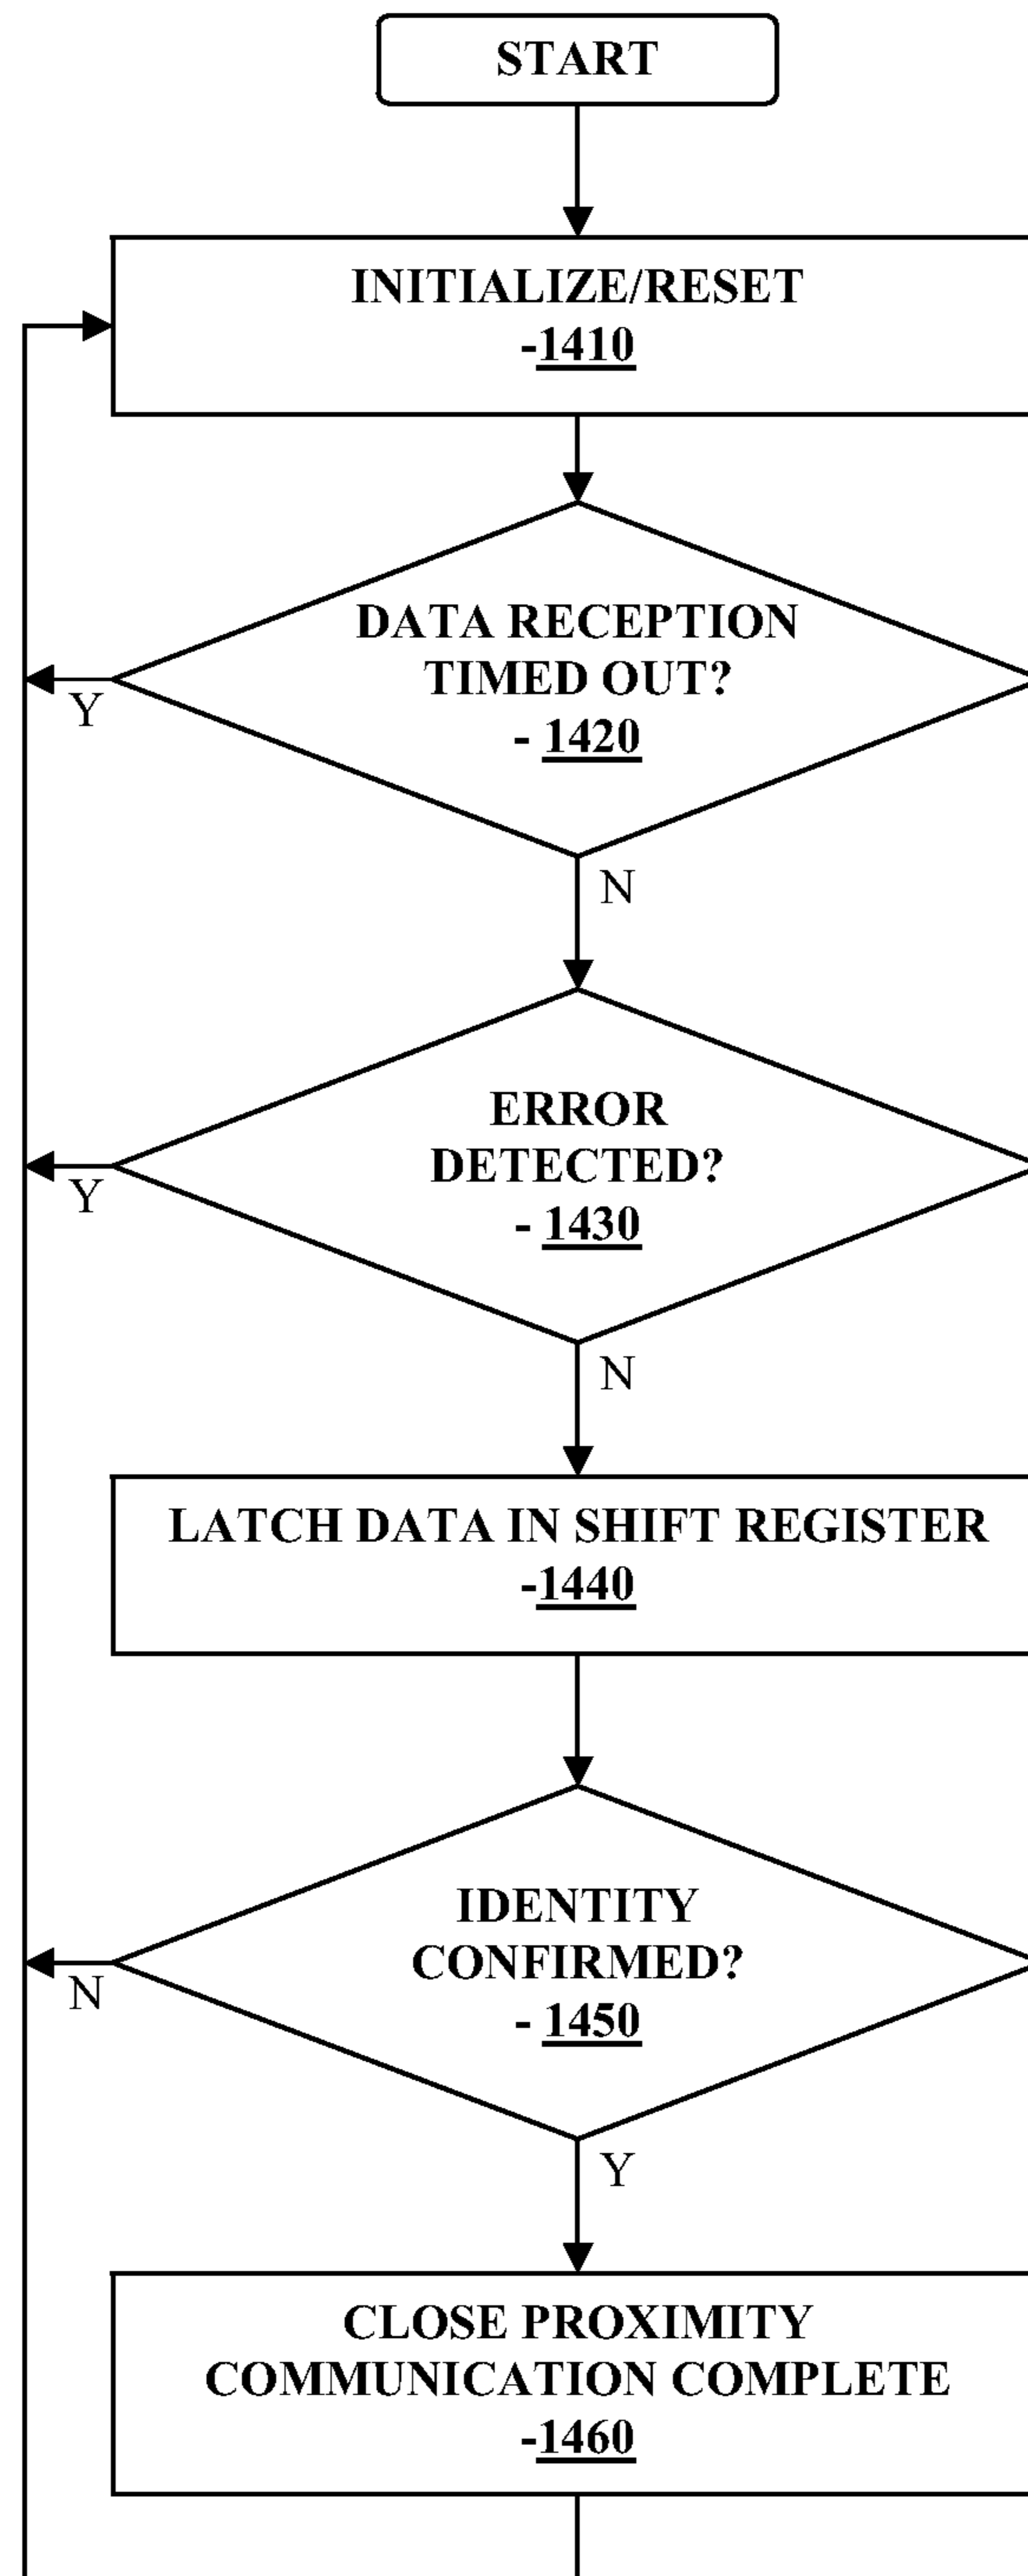 START
INITIALIZE/RESET
-1410
DATA RECEPTION
TIMED OUT?
- 1420
Y
N
ERROR
DETECTED?
- 1430
Y
N
LATCH DATA IN SHIFT REGISTER
-1440
IDENTITY
CONFIRMED?
- 1450
N
Y
CLOSE PROXIMITY
COMMUNICATION COMPLETE
-1460